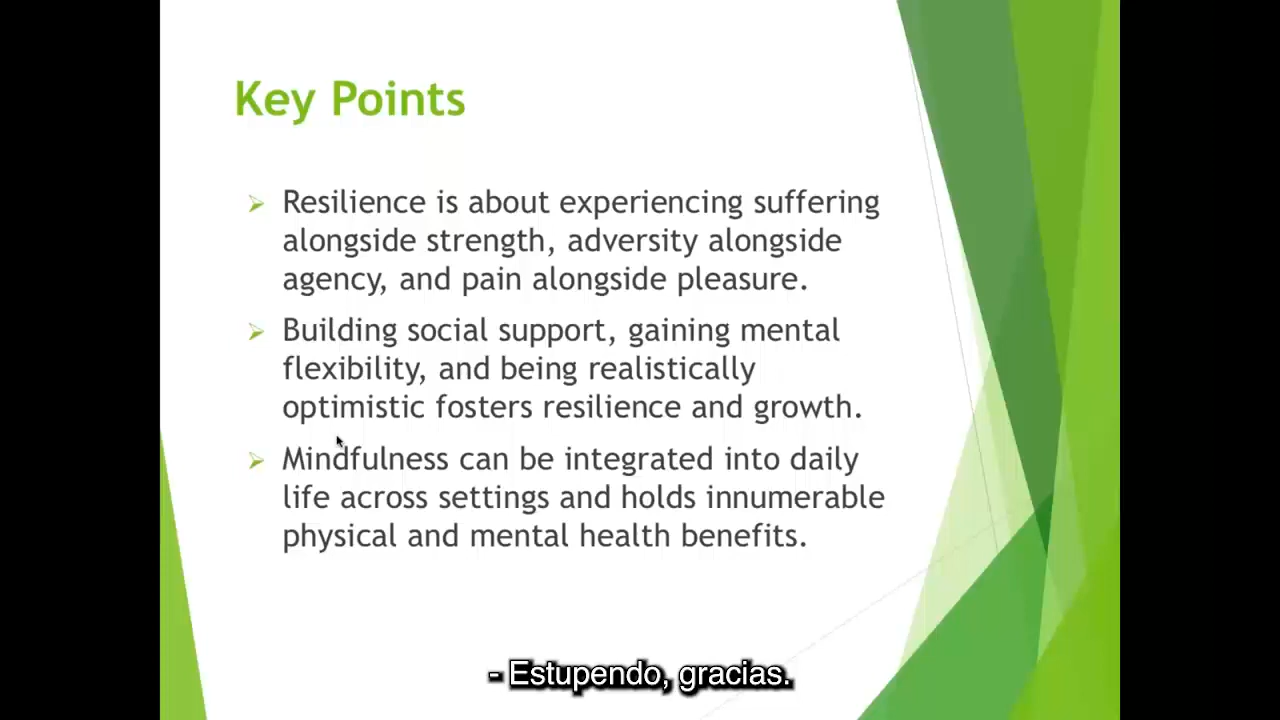 Key Points
Resilience is about experiencing suffering
alongside strength, adversity alongside
agency, and pain alongside pleasure.
Building social support, gaining mental
flexibility, and being realistically
optimistic fosters resilience and growth.
Mindfulness can be integrated into daily
life across settings and holds innumerable
physical and mental health benefits.
- Estupendo, gracias.